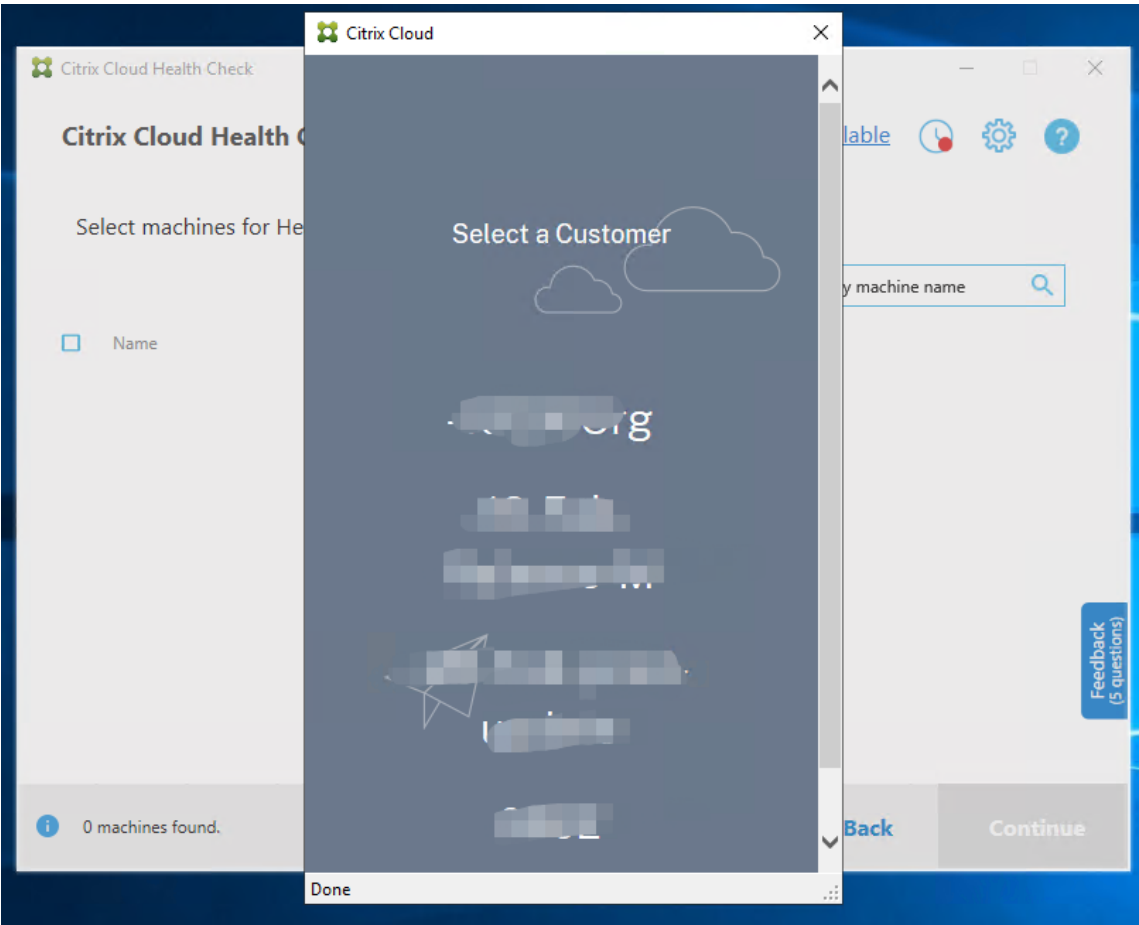 Citrix Cloud
Citrix Cloud Health Check
Citrix Cloud Health
lable
Select machines for He
Select a Customer
y machine name
Name
Feedback
(5 questions)
0 machines found.
Back
Continue
Done